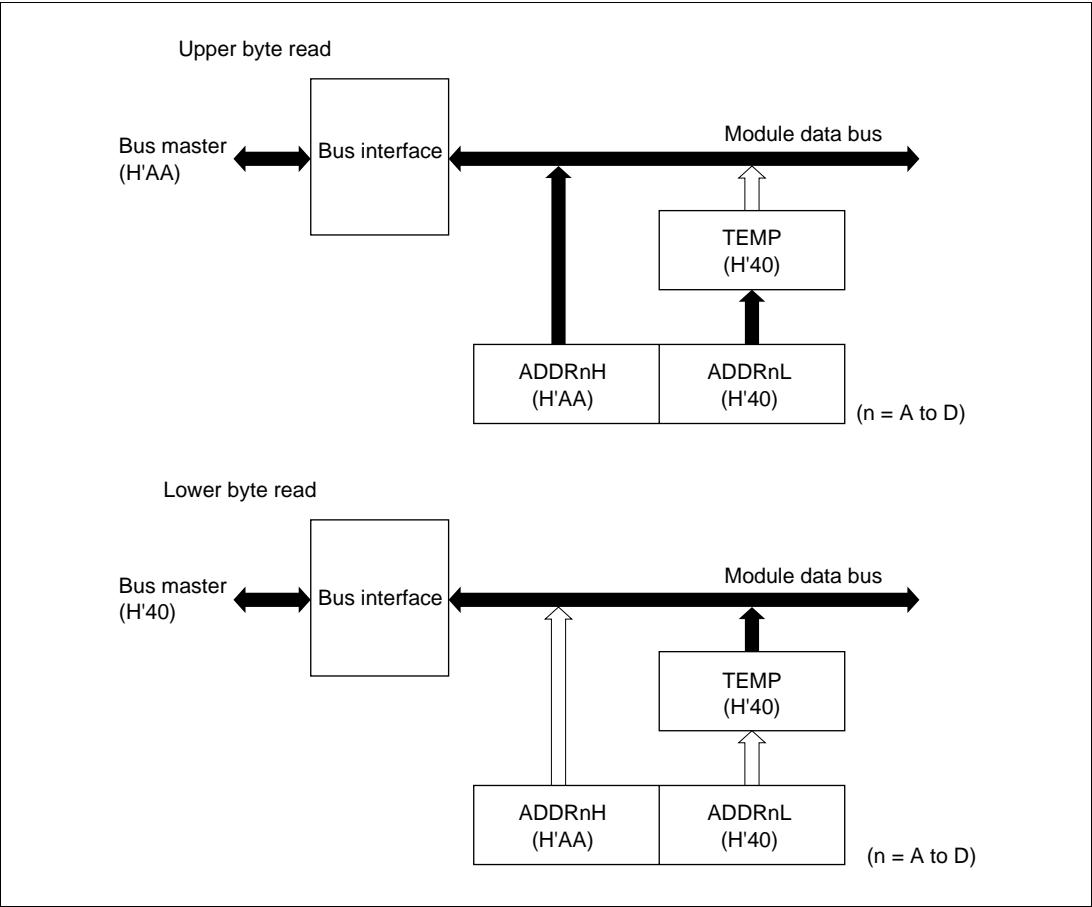 Upper byte read
Bus master
(H'AA)
Bus interface
Module data bus
TEMP
(H'40)
ADDRnH
(H'AA)
ADDRnL
(H'40)
(n = A to D)
Lower byte read
Bus master
(H'40)
Bus interface
Module data bus
TEMP
(H'40)
ADDRnH
(H'AA)
ADDRnL
(H'40)
(n = A to D)